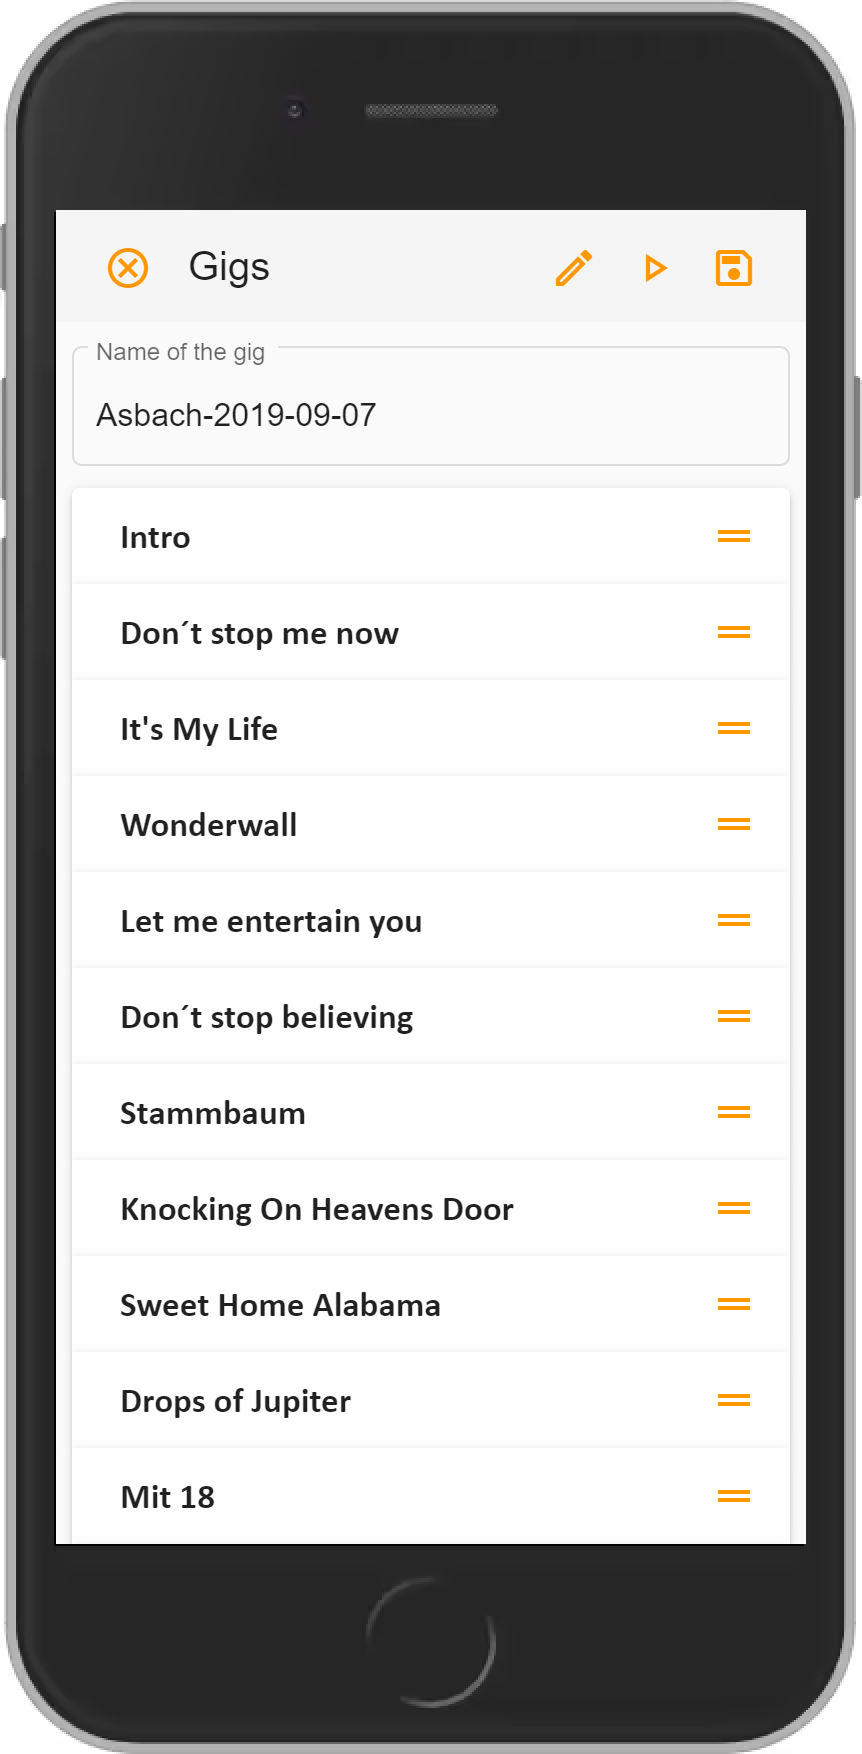 Gigs
Name of the gig
Asbach-2019-09-07
Intro
Don´t stop me now
It's My Life
Wonderwall
Let me entertain you
Don´t stop believing
Stammbaum
Knocking On Heavens Door
Sweet Home Alabama
Drops of Jupiter
Mit 18